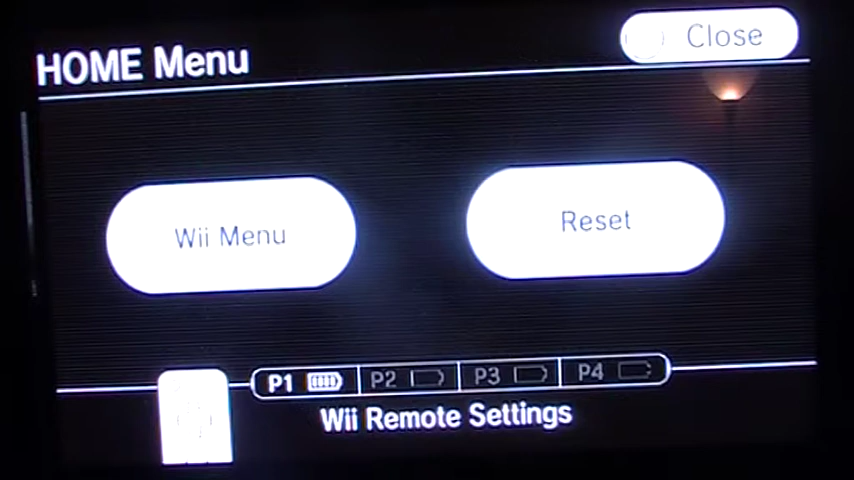 HOME Menu
Close
Wii Menu
Reset
P1 P2 P3 P4
Wii Remote Settings